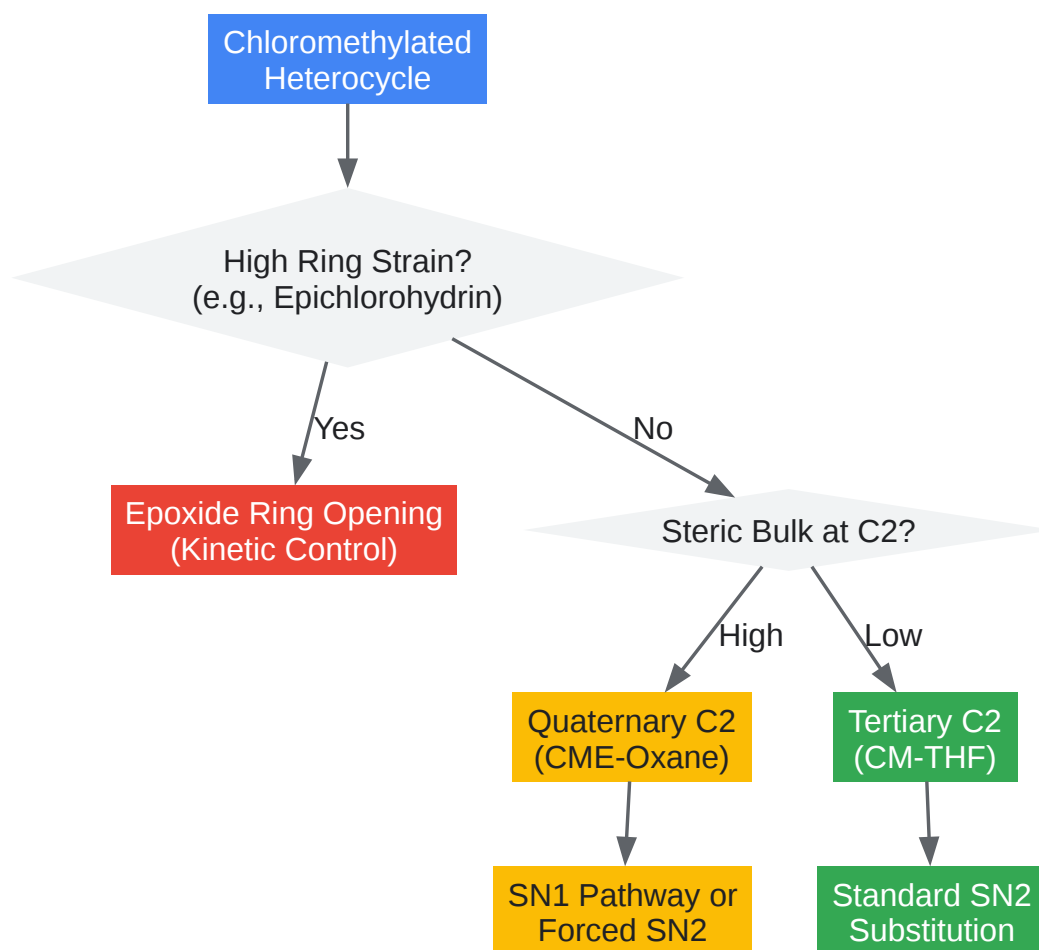 Chloromethylated
Heterocycle
High Ring Strain?
(e.g., Epichlorohydrin)
Yes
No
Epoxide Ring Opening
(Kinetic Control)
Steric Bulk at C2?
High
Low
Quaternary C2
(CME-Oxane)
Tertiary C2
(CM-THF)
SN1 Pathway or
Forced SN2
Standard SN2
Substitution